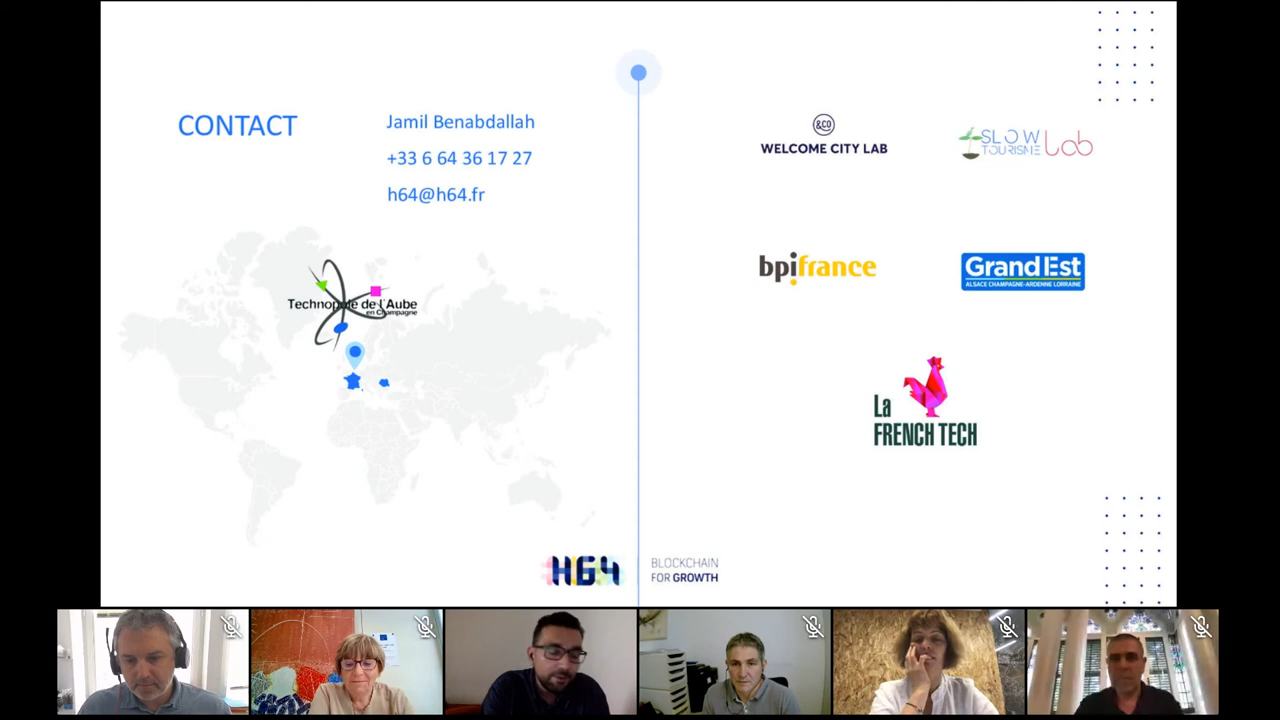 CONTACT
Jamil Benabdallah
+33 6 64 36 17 27
h64@h64.fr
Technopole de l'Aube
en Champagne
&CO
WELCOME CITY LAB
SLOW
TOURISME
Lab
bpifrance
Grand Est
ALSACE CHAMPAGNE-ARDENNE LORRAINE
La
FRENCH TECH
H64
BLOCKCHAIN
FOR GROWTH